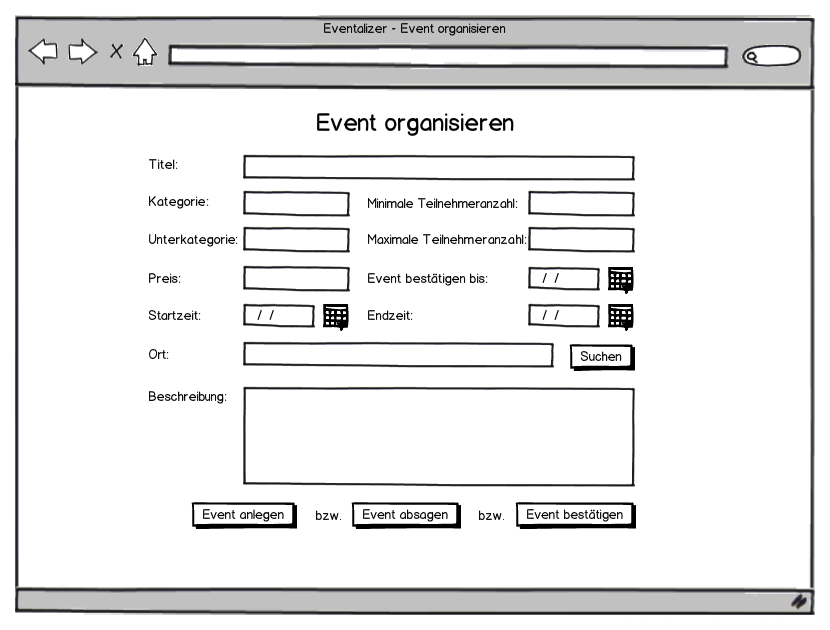 Eventalizer - Event organisieren
Event organisieren
Titel:
Kategorie: Minimale Teilnehmeranzahl:
Unterkategorie: Maximale Teilnehmeranzahl:
Preis: Event bestätigen bis: / /
Startzeit: / / Endzeit: / /
Ort: Suchen
Beschreibung:
Event anlegen bzw. Event absagen bzw. Event bestätigen